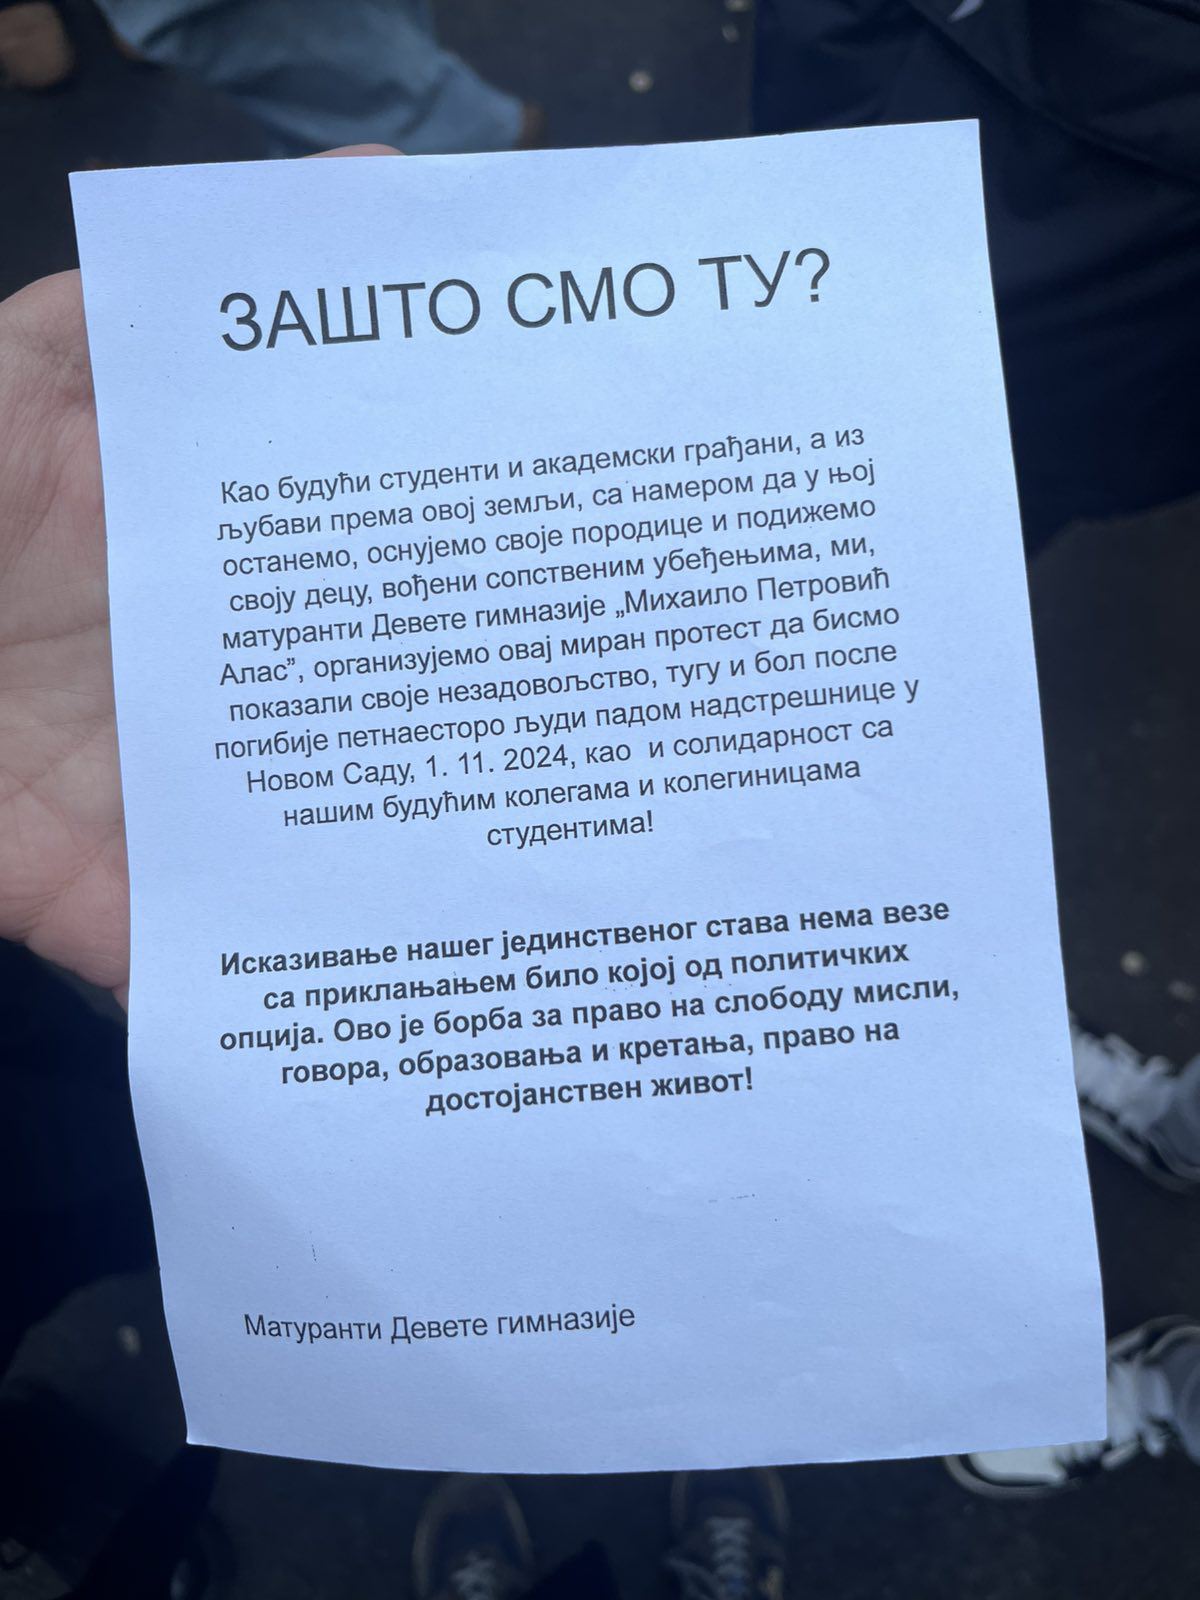 ЗАШТО СМО ТУ?
Као будући студенти и академски грађани, а из
љубави према овој земљи, са намером да у њој
останемо, оснујемо своје породице и подижемо
своју децу, вођени сопственим убеђењима, ми,
матуранти Девете гимназије „Михаило Петровић
Алас”, организујемо овај миран протест да бисмо
показали своје незадовољство, тугу и бол после
погибије петнаесторо људи падом надстрешнице у
Новом Саду, 1. 11. 2024, као и солидарност са
нашим будућим колегама и колегиницама
студентима!
Исказивање нашег јединственог става нема везе
са приклањањем било којој од политичких
опција. Ово је борба за право на слободу мисли,
говора, образовања и кретања, право на
достојанствен живот!
Матуранти Девете гимназије